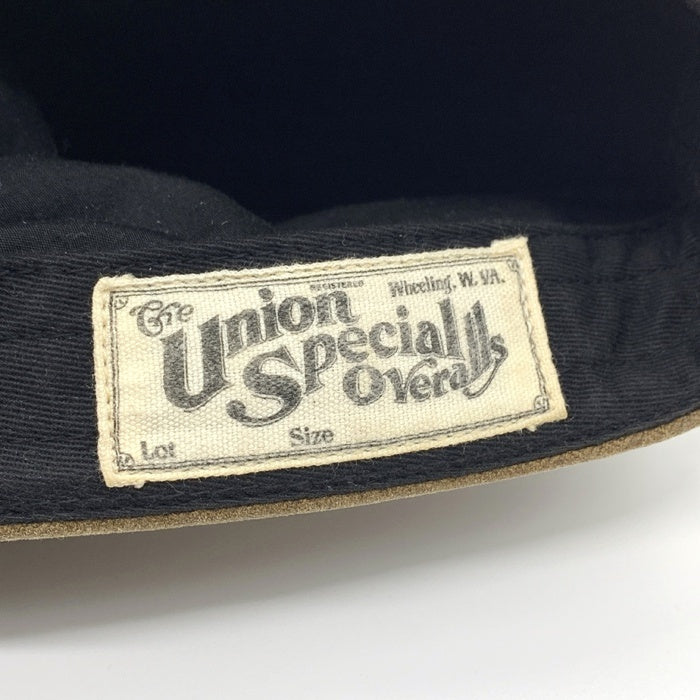 REGISTERED Wheeling, W. VA.
The
Union
Special
Overalls
Lot Size